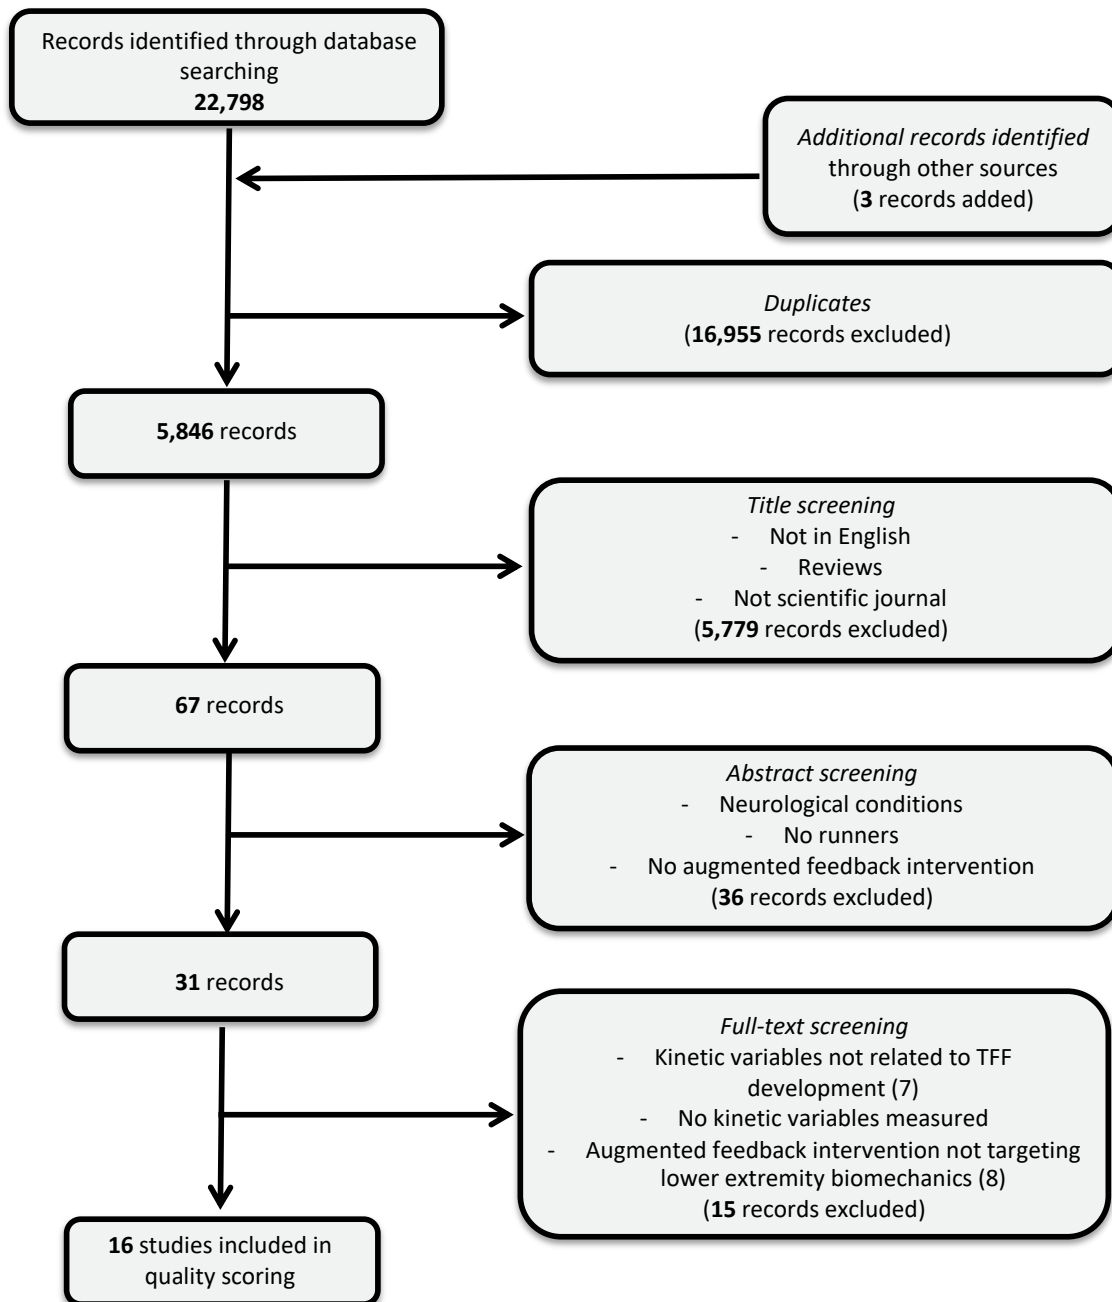 Records identified through database
searching
22,798
Additional records identified
through other sources
(3 records added)
Duplicates
(16,955 records excluded)
5,846 records
Title screening
- Not in English
- Reviews
- Not scientific journal
(5,779 records excluded)
67 records
Abstract screening
- Neurological conditions
- No runners
- No augmented feedback intervention
(36 records excluded)
31 records
Full-text screening
- Kinetic variables not related to TFF
development (7)
- No kinetic variables measured
- Augmented feedback intervention not targeting
lower extremity biomechanics (8)
(15 records excluded)
16 studies included in
quality scoring